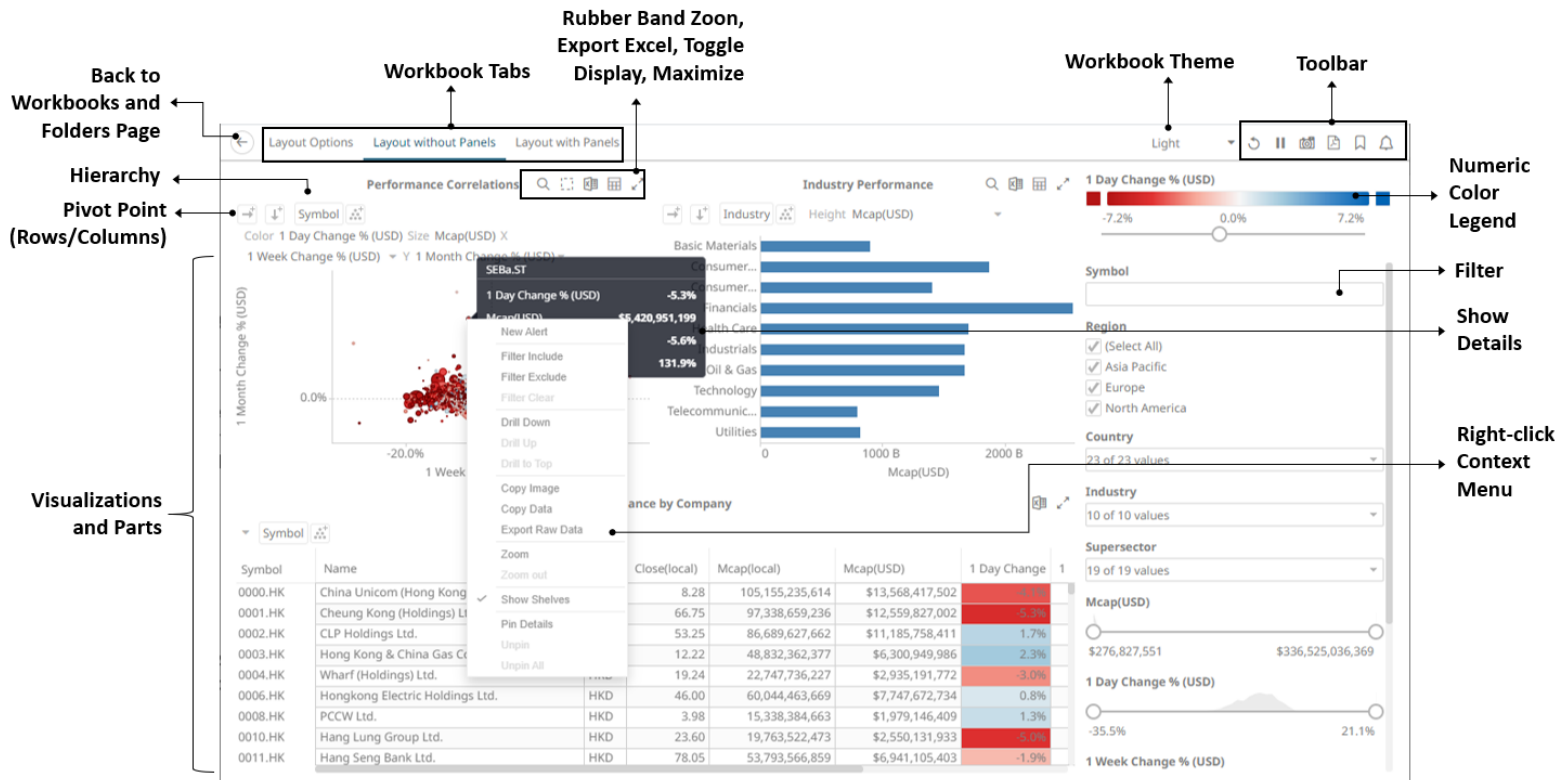 Rubber Band Zoon,
Export Excel, Toggle
Display, Maximize
Workbook Tabs
Workbook Theme
Toolbar
Back to
Workbooks and
Folders Page
Layout Options
Layout without Panels
Layout with Panels
Light
Hierarchy
Performance Correlations
Industry Performance
1 Day Change % (USD)
Numeric
Color
Legend
-7.2%
0.0%
7.2%
Pivot Point
(Rows/Columns)
Symbol
Industry
Height Mcap(USD)
Color 1 Day Change % (USD) Size Mcap(USD) X
1 Week Change % (USD)
Y 1 Month Change % (USD)
SEBa.ST
1 Day Change % (USD) -5.3%
Mcap(USD) $5,420,951,199
-5.6%
131.9%
1 Month Change % (USD)
0.0%
-20.0%
1 Week
Basic Materials
Consumer...
Consumer...
Financials
Health Care
Industrials
Oil & Gas
Technology
Telecommunic...
Utilities
0
1000 B
2000 B
Mcap(USD)
Symbol
Filter
Region
(Select All)
Asia Pacific
Europe
North America
Show
Details
Country
23 of 23 values
Right-click
Context
Menu
Industry
10 of 10 values
Supersector
19 of 19 values
Mcap(USD)
$276,827,551
$336,525,036,369
1 Day Change % (USD)
-35.5%
21.1%
1 Week Change % (USD)
New Alert
Filter Include
Filter Exclude
Filter Clear
Drill Down
Drill Up
Drill to Top
Copy Image
Copy Data
Export Raw Data
Zoom
Zoom out
Show Shelves
Pin Details
Unpin
Unpin All
Visualizations
and Parts
ance by Company
Symbol
Symbol Name Close(local) Mcap(local) Mcap(USD) 1 Day Change 1
0000.HK China Unicom (Hong Kong 8.28 105,155,235,614 $13,568,417,502
0001.HK Cheung Kong (Holdings) Lt 66.75 97,338,659,236 $12,559,827,002 -5.3%
0002.HK CLP Holdings Ltd. 53.25 86,689,627,662 $11,185,758,411 1.7%
0003.HK Hong Kong & China Gas Co 12.22 48,832,362,377 $6,300,949,986 2.3%
0004.HK Wharf (Holdings) Ltd. HKD 19.24 22,747,736,227 $2,935,191,772 -3.0%
0006.HK Hongkong Electric Holdings Ltd. HKD 46.00 60,044,463,669 $7,747,672,734 0.8%
0008.HK PCCW Ltd. HKD 3.98 15,338,384,663 $1,979,146,409 1.3%
0010.HK Hang Lung Group Ltd. HKD 23.60 19,763,522,473 $2,550,131,933 -5.0%
0011.HK Hang Seng Bank Ltd. HKD 78.05 53,793,566,859 $6,941,105,403 -1.9%